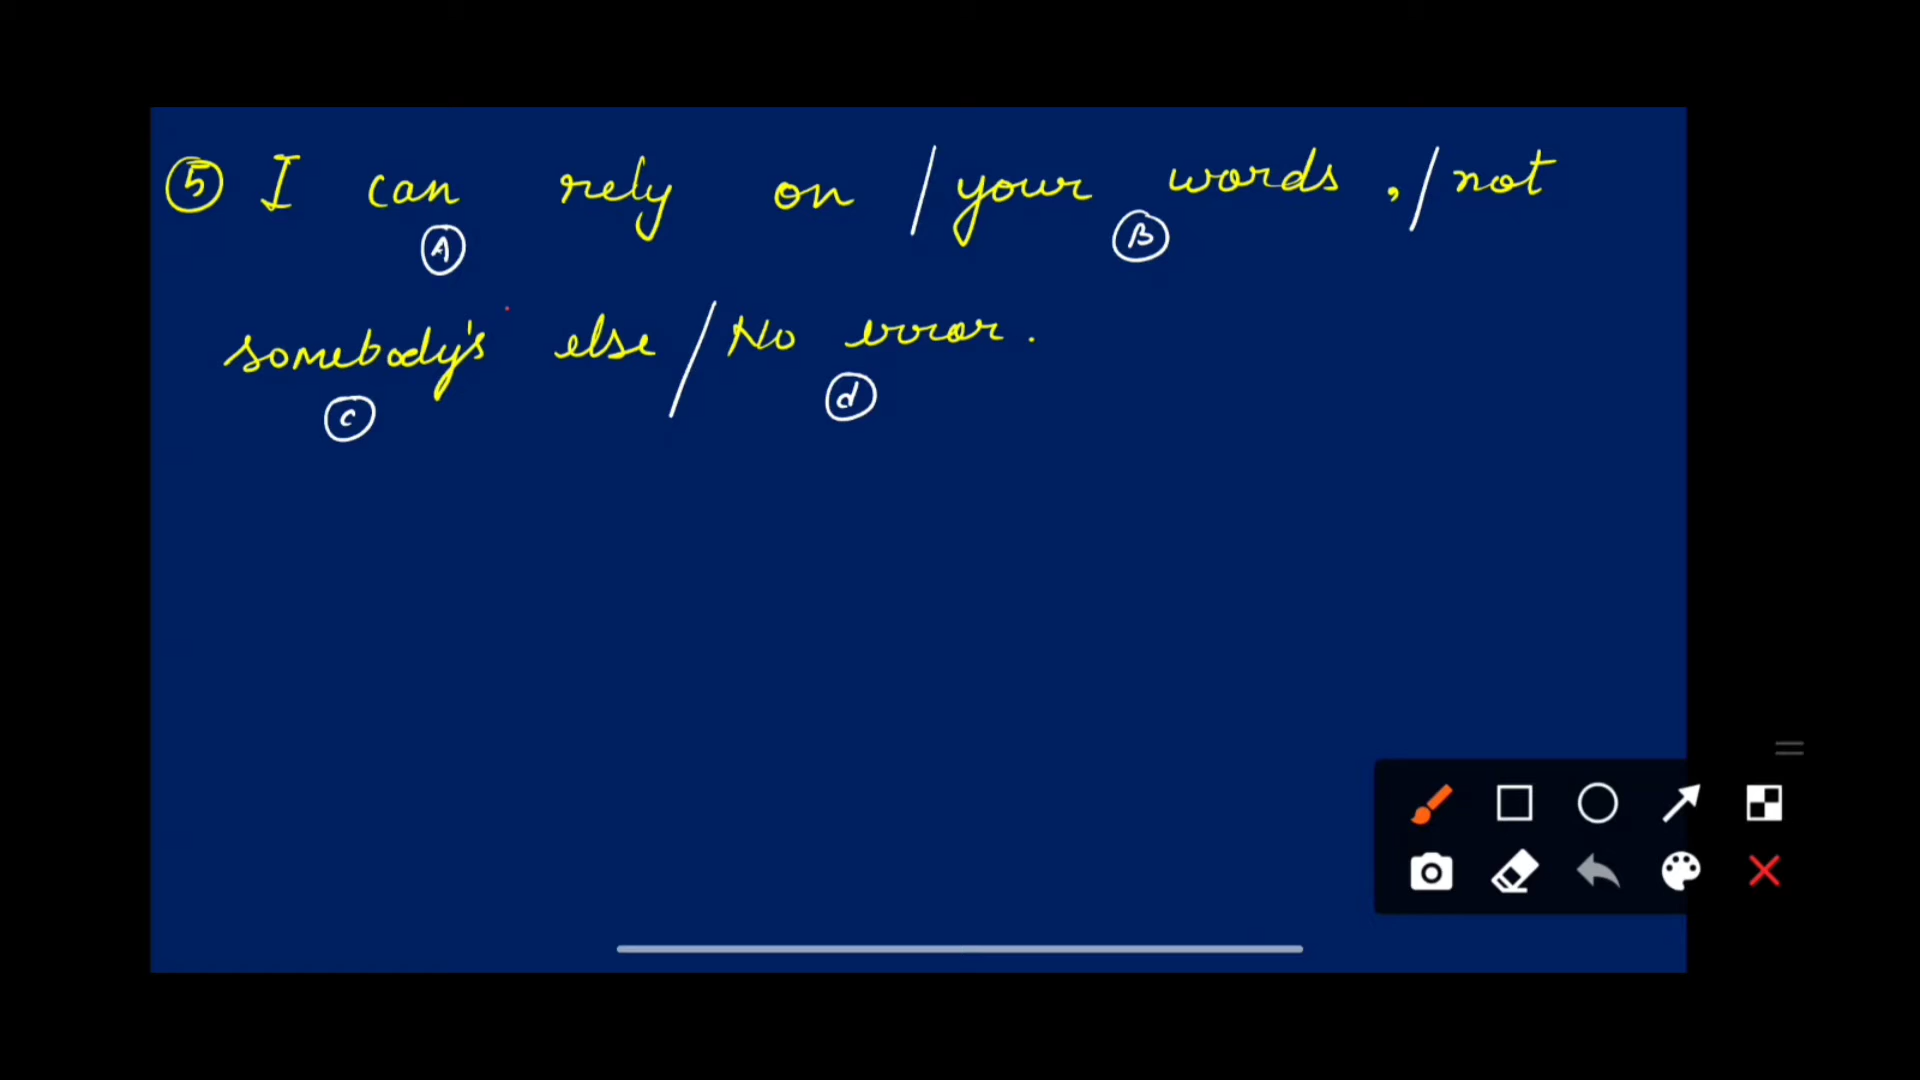 ⑤ I can rely on / your words, / not
Ⓐ Ⓑ
somebody's else / No error.
ⓒ ⓓ